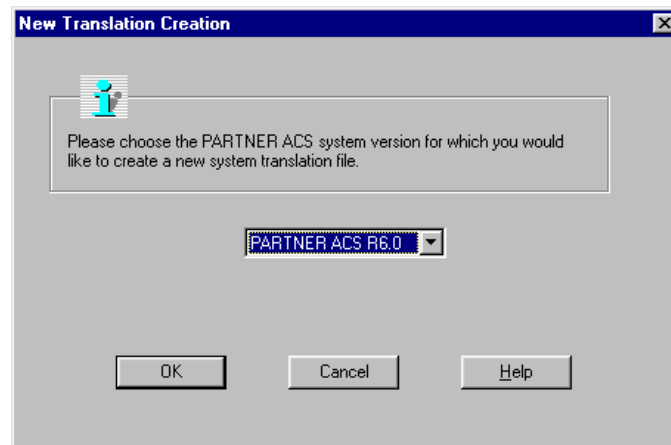 New Translation Creation
Please choose the PARTNER ACS system version for which you would
like to create a new system translation file.
PARTNER ACS R6.0
OK Cancel Help